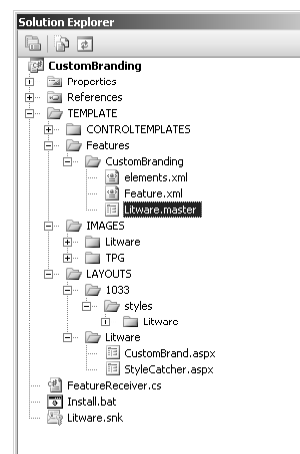 Solution Explorer
CustomBranding
Properties
References
TEMPLATE
CONTROLTEMPLATES
Features
CustomBranding
elements.xml
Feature.xml
Litware.master
IMAGES
Litware
TPG
LAYOUTS
1033
styles
Litware
Litware
CustomBrand.aspx
StyleCatcher.aspx
FeatureReceiver.cs
Install.bat
Litware.snk